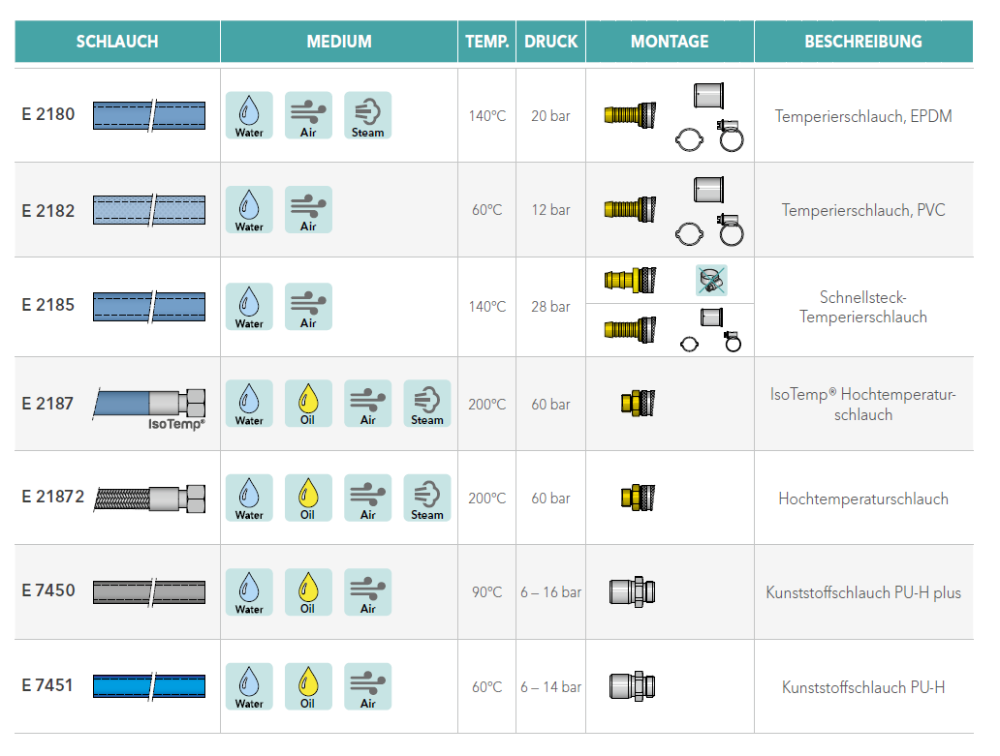 SCHLAUCH MEDIUM TEMP. DRUCK MONTAGE BESCHREIBUNG
E 2180 Water Air Steam 140°C 20 bar Temperierschlauch, EPDM
E 2182 Water Air 60°C 12 bar Temperierschlauch, PVC
E 2185 Water Air 140°C 28 bar Schnellsteck-
Temperierschlauch
E 2187 IsoTemp® Water Oil Air Steam 200°C 60 bar IsoTemp® Hochtemperatur-
schlauch
E 21872 Water Oil Air Steam 200°C 60 bar Hochtemperaturschlauch
E 7450 Water Oil Air 90°C 6 – 16 bar Kunststoffschlauch PU-H plus
E 7451 Water Oil Air 60°C 6 – 14 bar Kunststoffschlauch PU-H